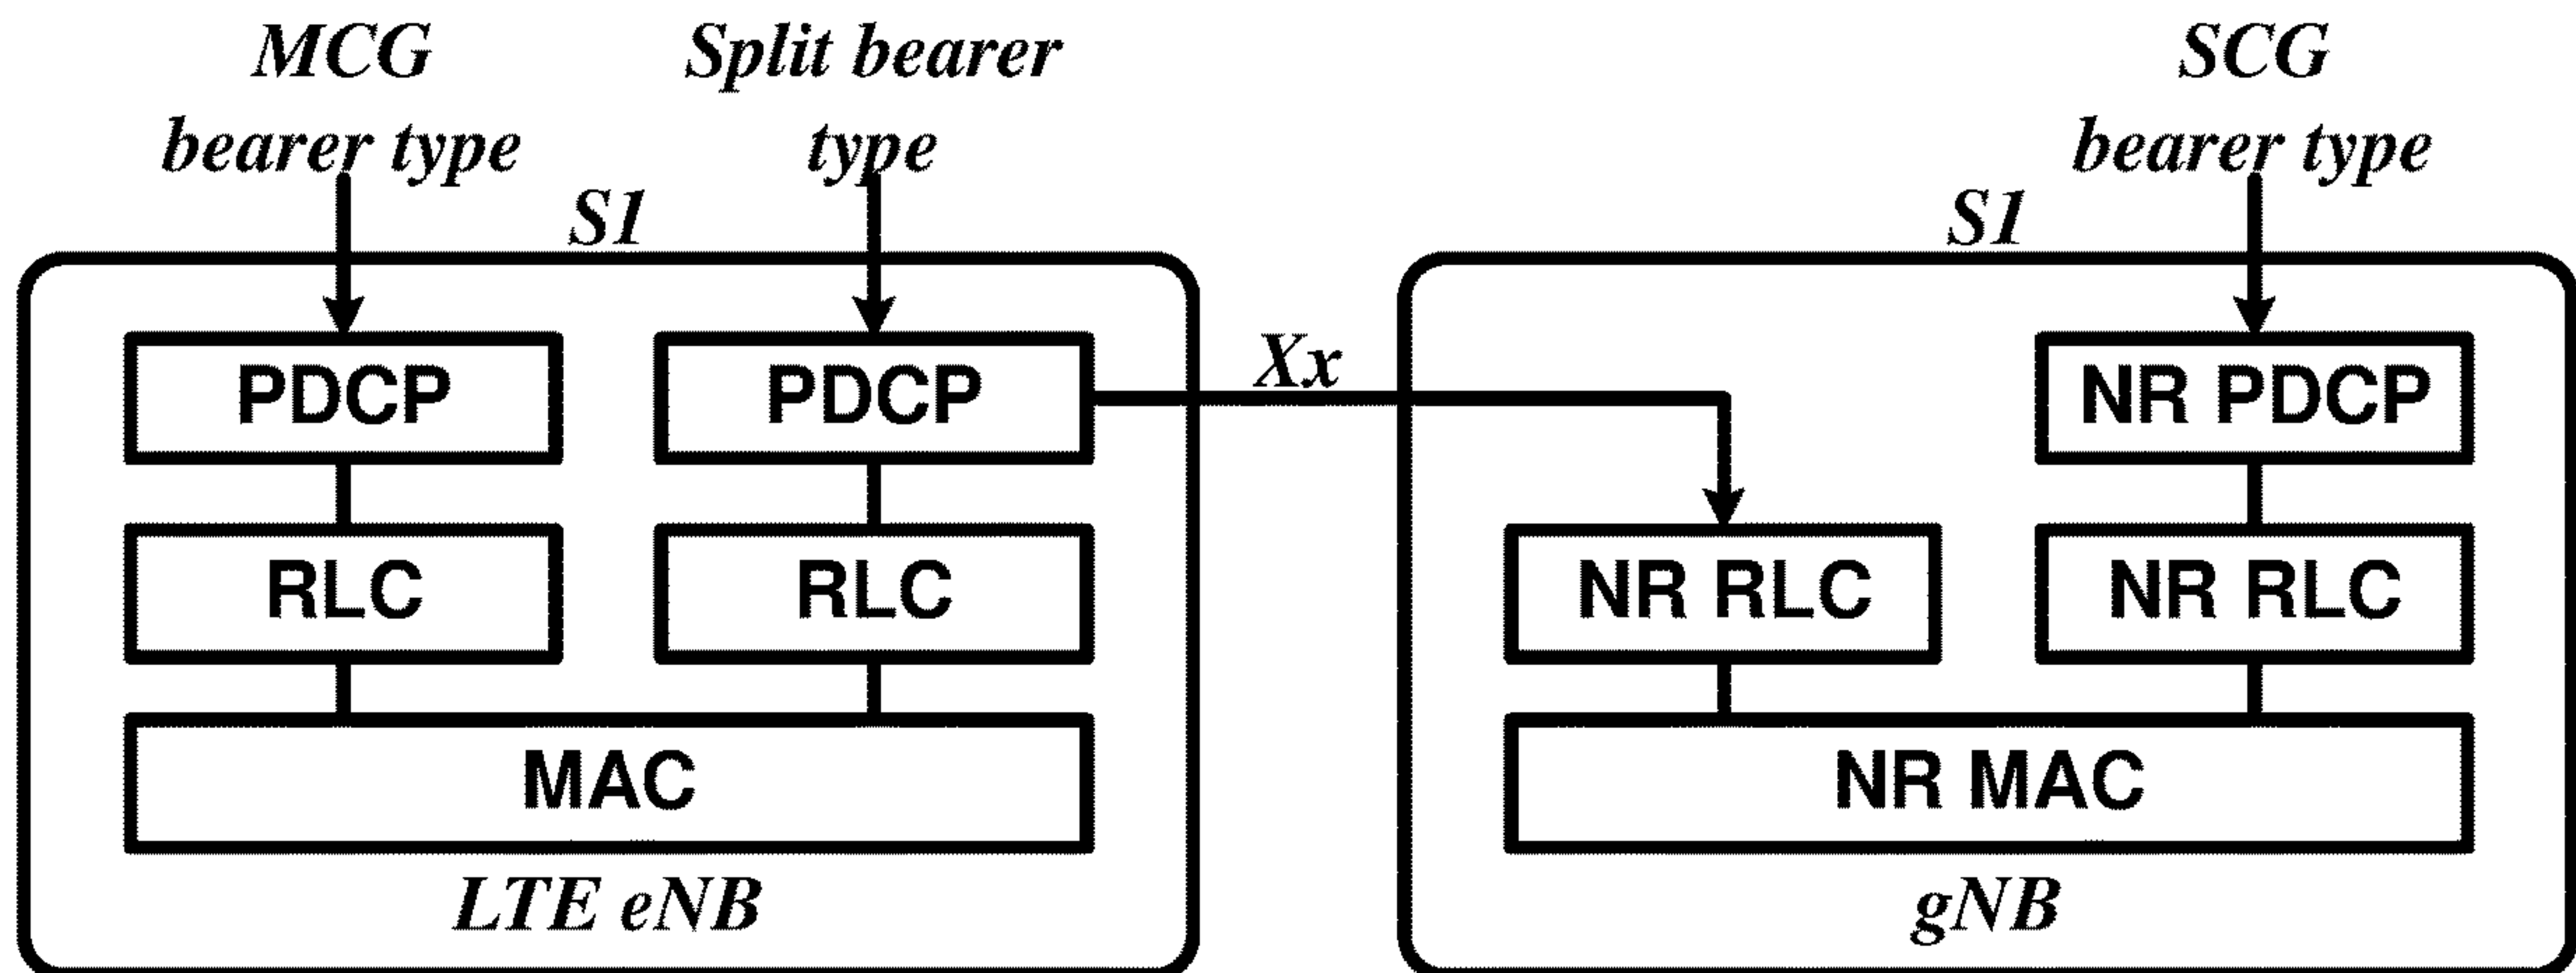 MCG
bearer type
Split bearer
type
SCG
bearer type
S1
S1
Xx
PDCP
PDCP
NR PDCP
RLC
RLC
NR RLC
NR RLC
MAC
NR MAC
LTE eNB
gNB